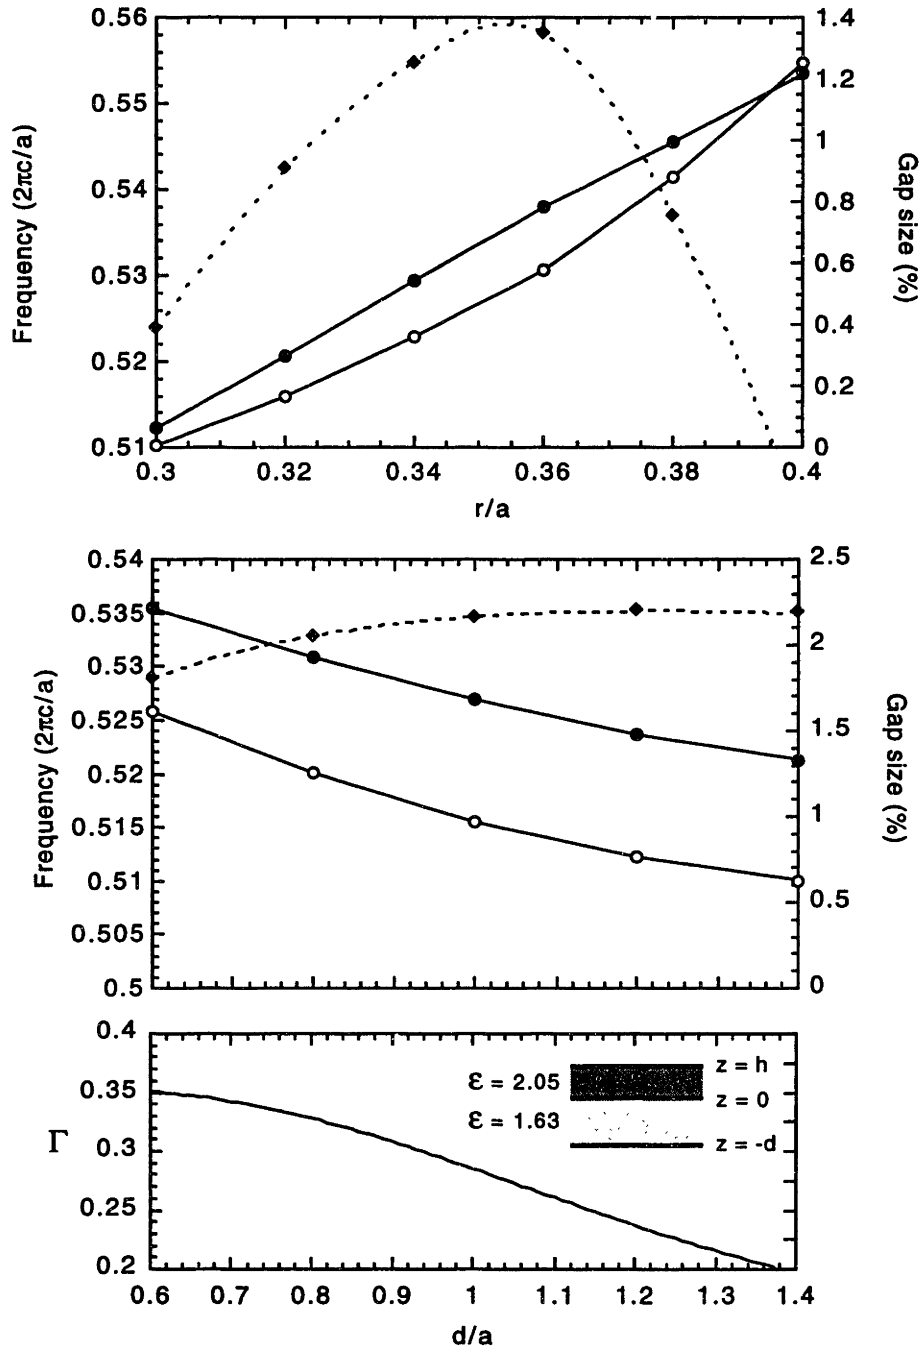 0.56
0.55
0.54
0.53
0.52
0.51
Frequency (2πc/a)
1.4
1.2
1
0.8
0.6
0.4
0.2
0
Gap size (%)
0.3 0.32 0.34 0.36 0.38 0.4
r/a
0.54
0.535
0.53
0.525
0.52
0.515
0.51
0.505
0.5
Frequency (2πc/a)
2.5
2
1.5
1
0.5
0
Gap size (%)
0.4
0.35
0.3
0.25
0.2
Γ
ε = 2.05
ε = 1.63
z = h
z = 0
z = -d
0.6 0.7 0.8 0.9 1 1.1 1.2 1.3 1.4
d/a